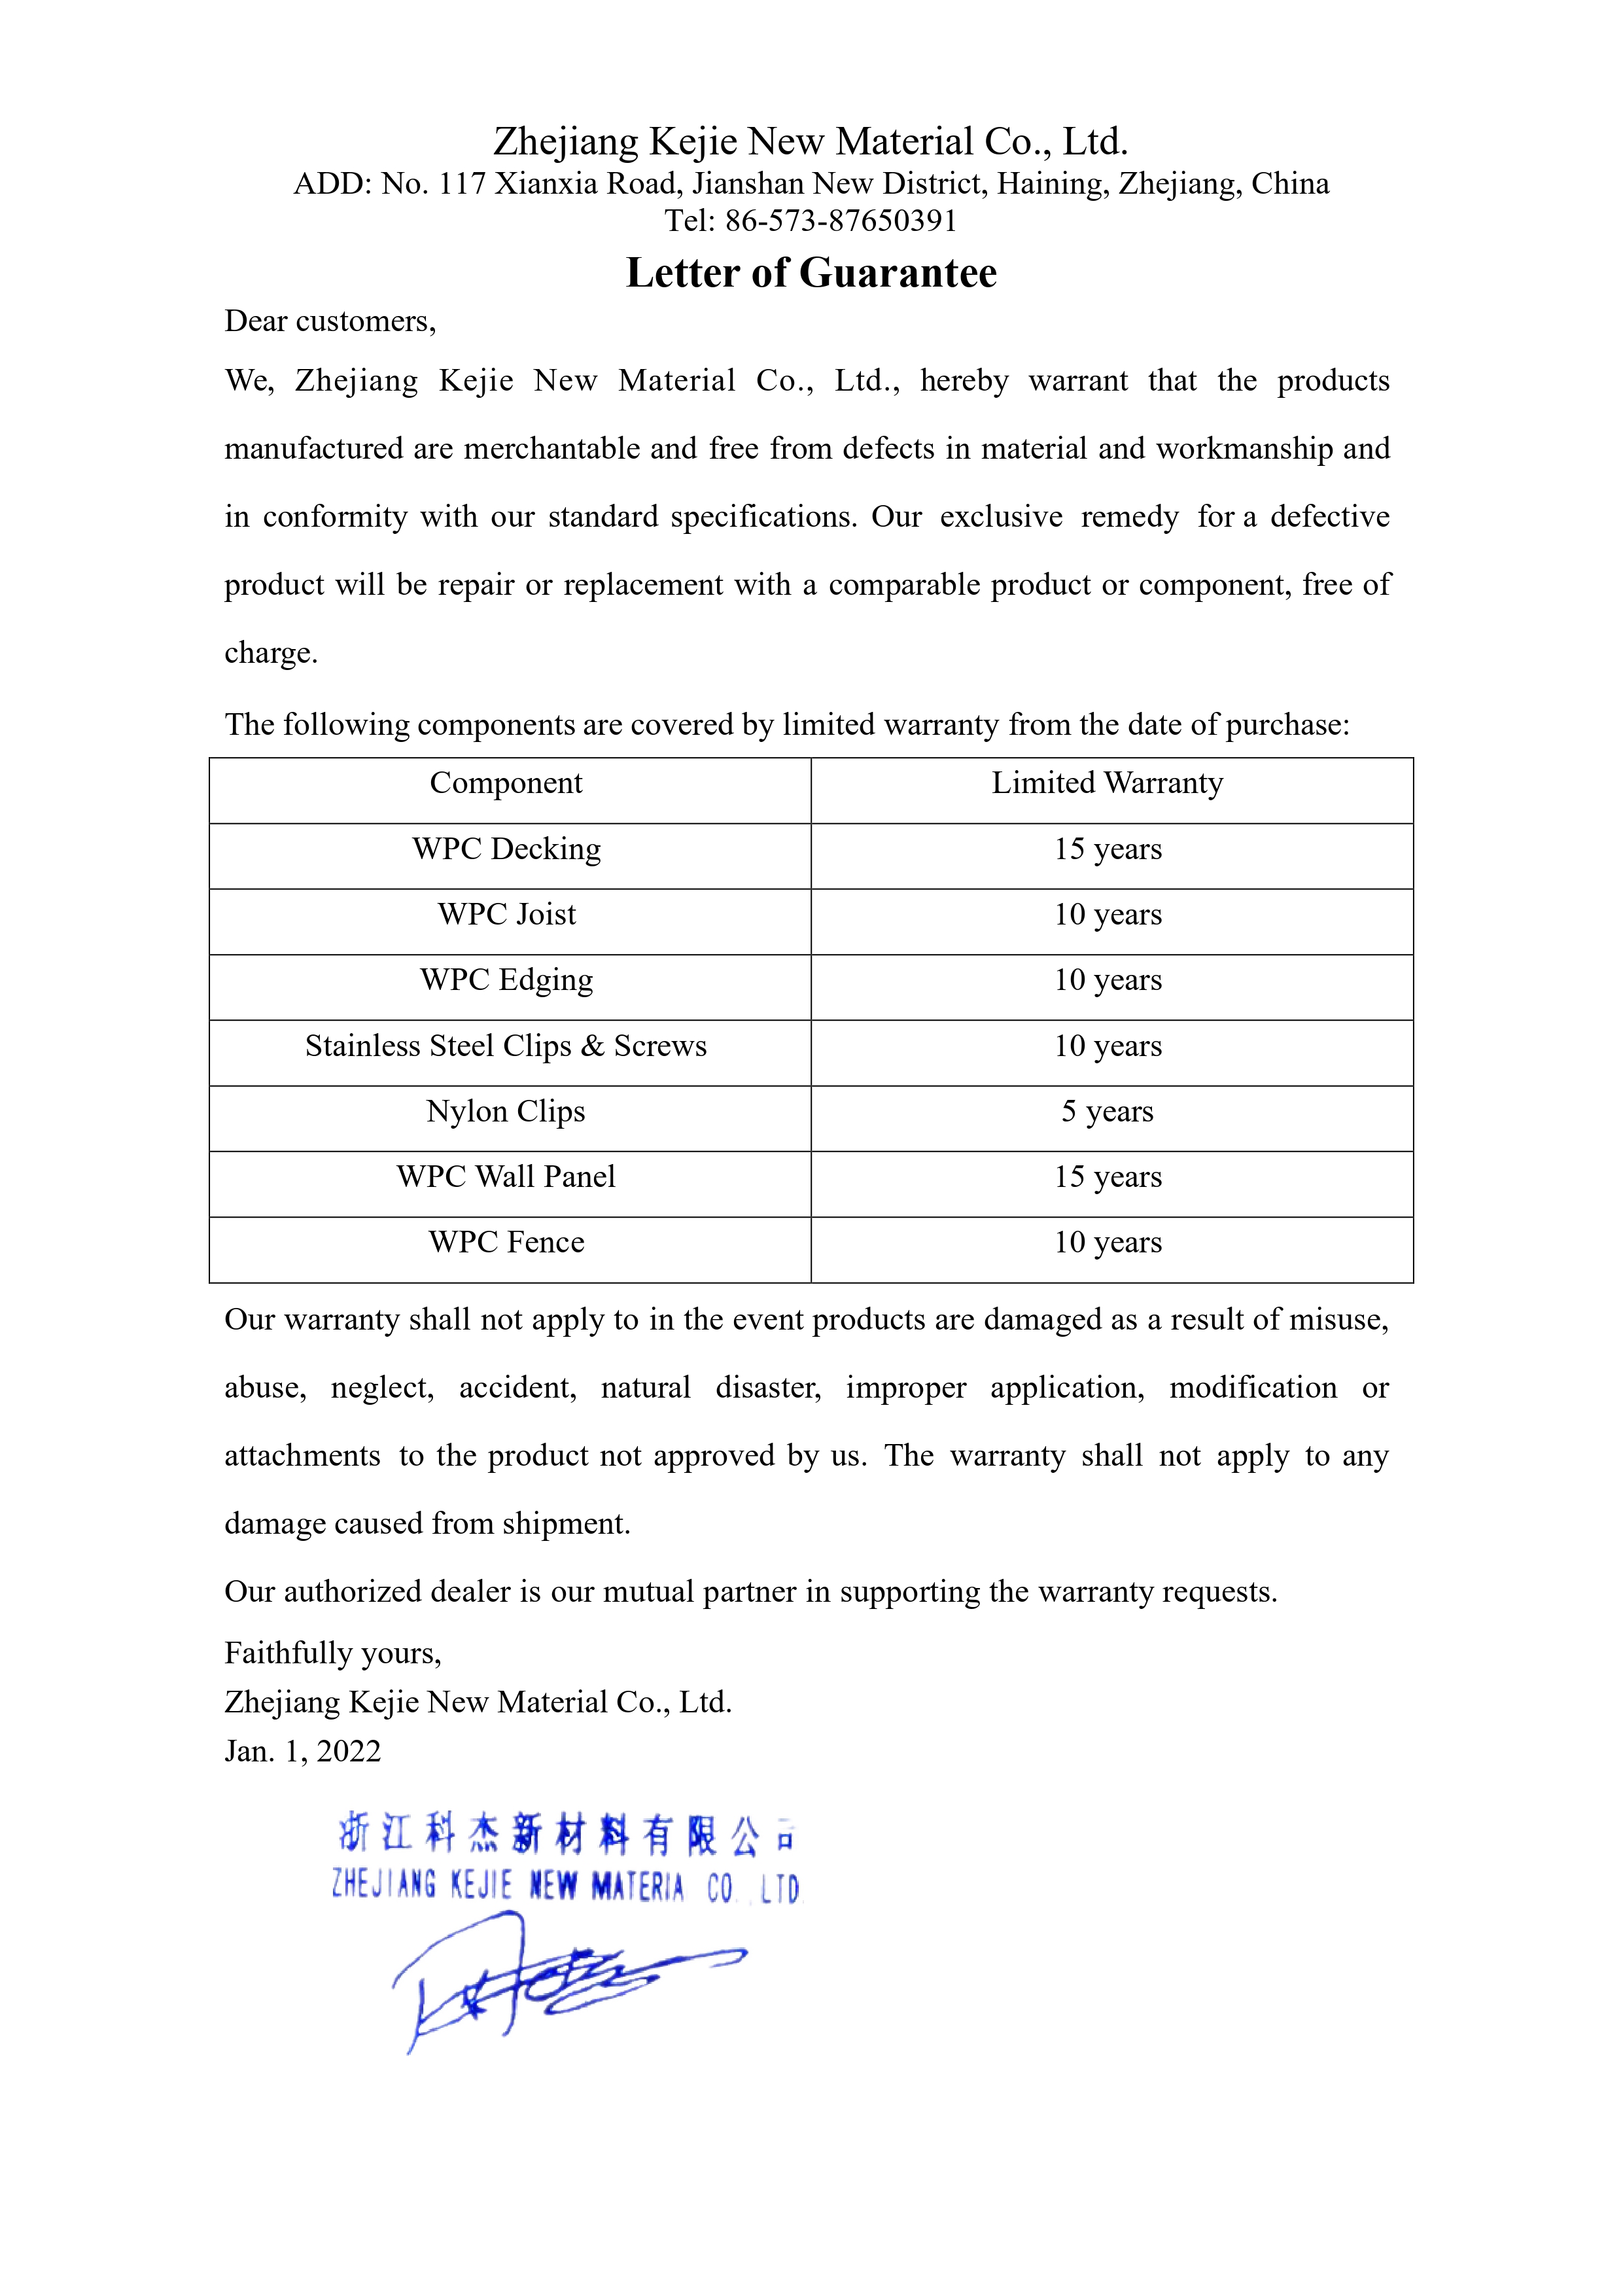 Zhejiang Kejie New Material Co., Ltd.
ADD: No. 117 Xianxia Road, Jianshan New District, Haining, Zhejiang, China
Tel: 86-573-87650391
Letter of Guarantee
Dear customers,
We, Zhejiang Kejie New Material Co., Ltd., hereby warrant that the products
manufactured are merchantable and free from defects in material and workmanship and
in conformity with our standard specifications. Our exclusive remedy for a defective
product will be repair or replacement with a comparable product or component, free of
charge.
The following components are covered by limited warranty from the date of purchase:
Component Limited Warranty
WPC Decking 15 years
WPC Joist 10 years
WPC Edging 10 years
Stainless Steel Clips & Screws 10 years
Nylon Clips 5 years
WPC Wall Panel 15 years
WPC Fence 10 years
Our warranty shall not apply to in the event products are damaged as a result of misuse,
abuse, neglect, accident, natural disaster, improper application, modification or
attachments to the product not approved by us. The warranty shall not apply to any
damage caused from shipment.
Our authorized dealer is our mutual partner in supporting the warranty requests.
Faithfully yours,
Zhejiang Kejie New Material Co., Ltd.
Jan. 1, 2022
浙江科杰新材料有限公司
ZHEJIANG KEJIE NEW MATERIA CO. ,LTD.